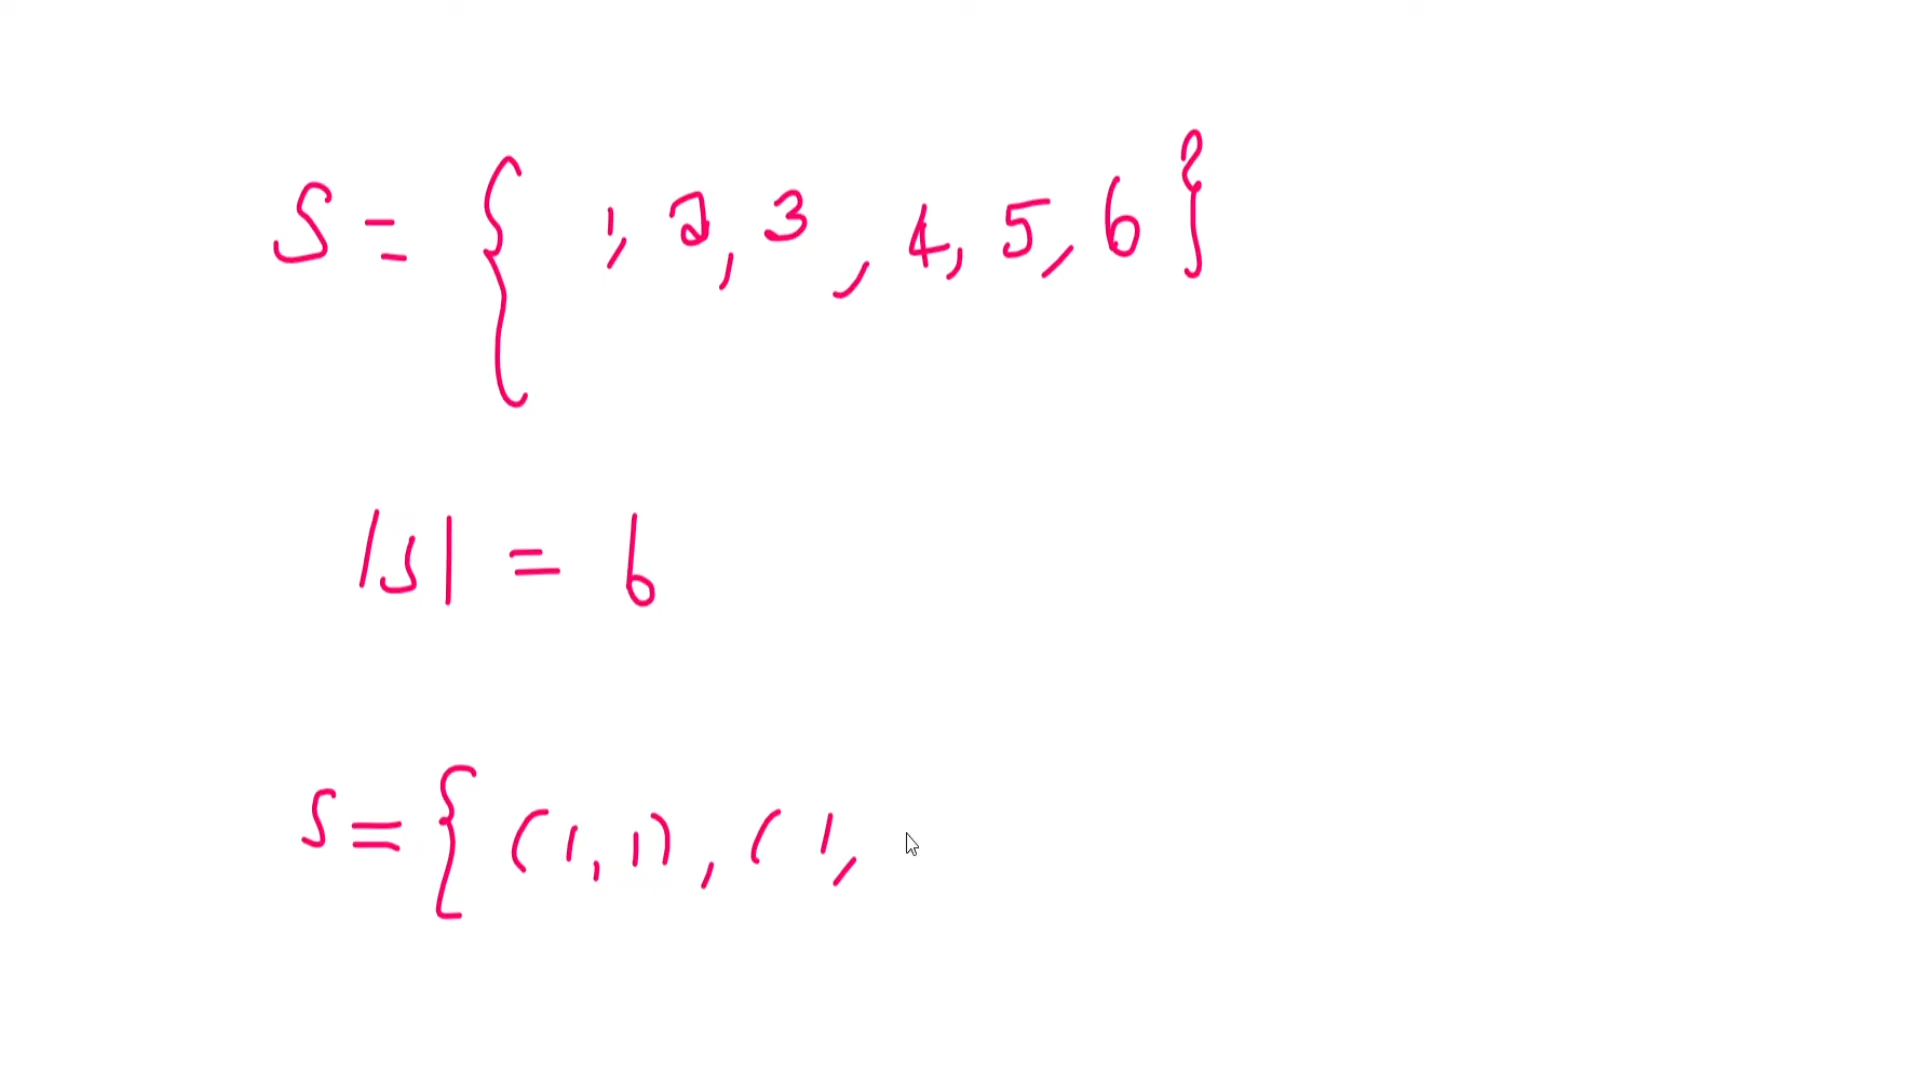 S = { 1, 2, 3, 4, 5, 6 }
|s| = 6
S = { (1, 1), ( 1,